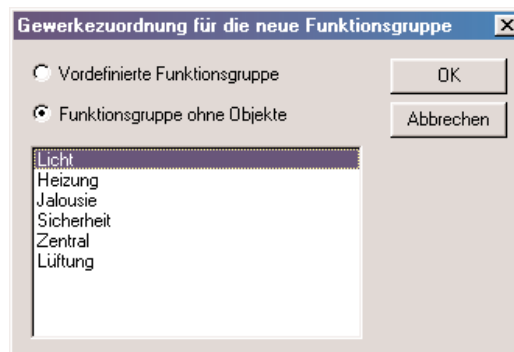 Gewerkezuordnung für die neue Funktionsgruppe
Vordefinierte Funktionsgruppe
OK
Funktionsgruppe ohne Objekte
Abbrechen
Licht
Heizung
Jalousie
Sicherheit
Zentral
Lüftung